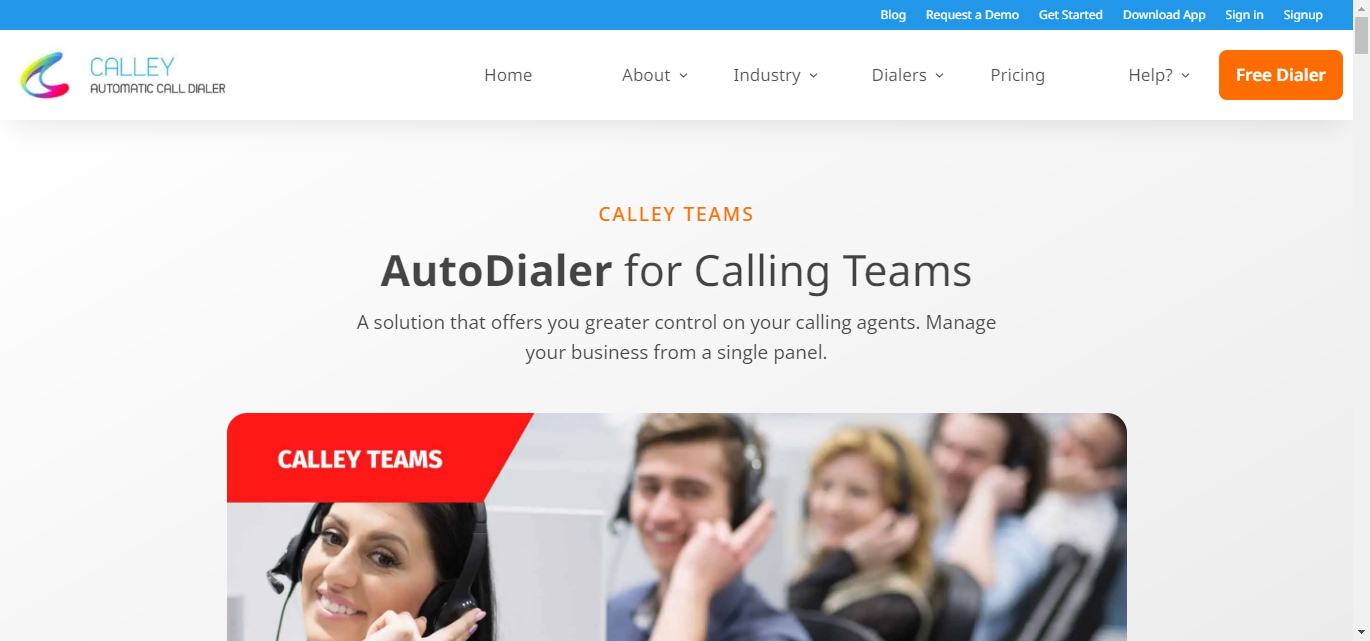 Blog Request a Demo Get Started Download App Sign in Signup
CALLEY
AUTOMATIC CALL DIALER
Home About Industry Dialers Pricing Help? Free Dialer
CALLEY TEAMS
AutoDialer for Calling Teams
A solution that offers you greater control on your calling agents. Manage
your business from a single panel.
CALLEY TEAMS